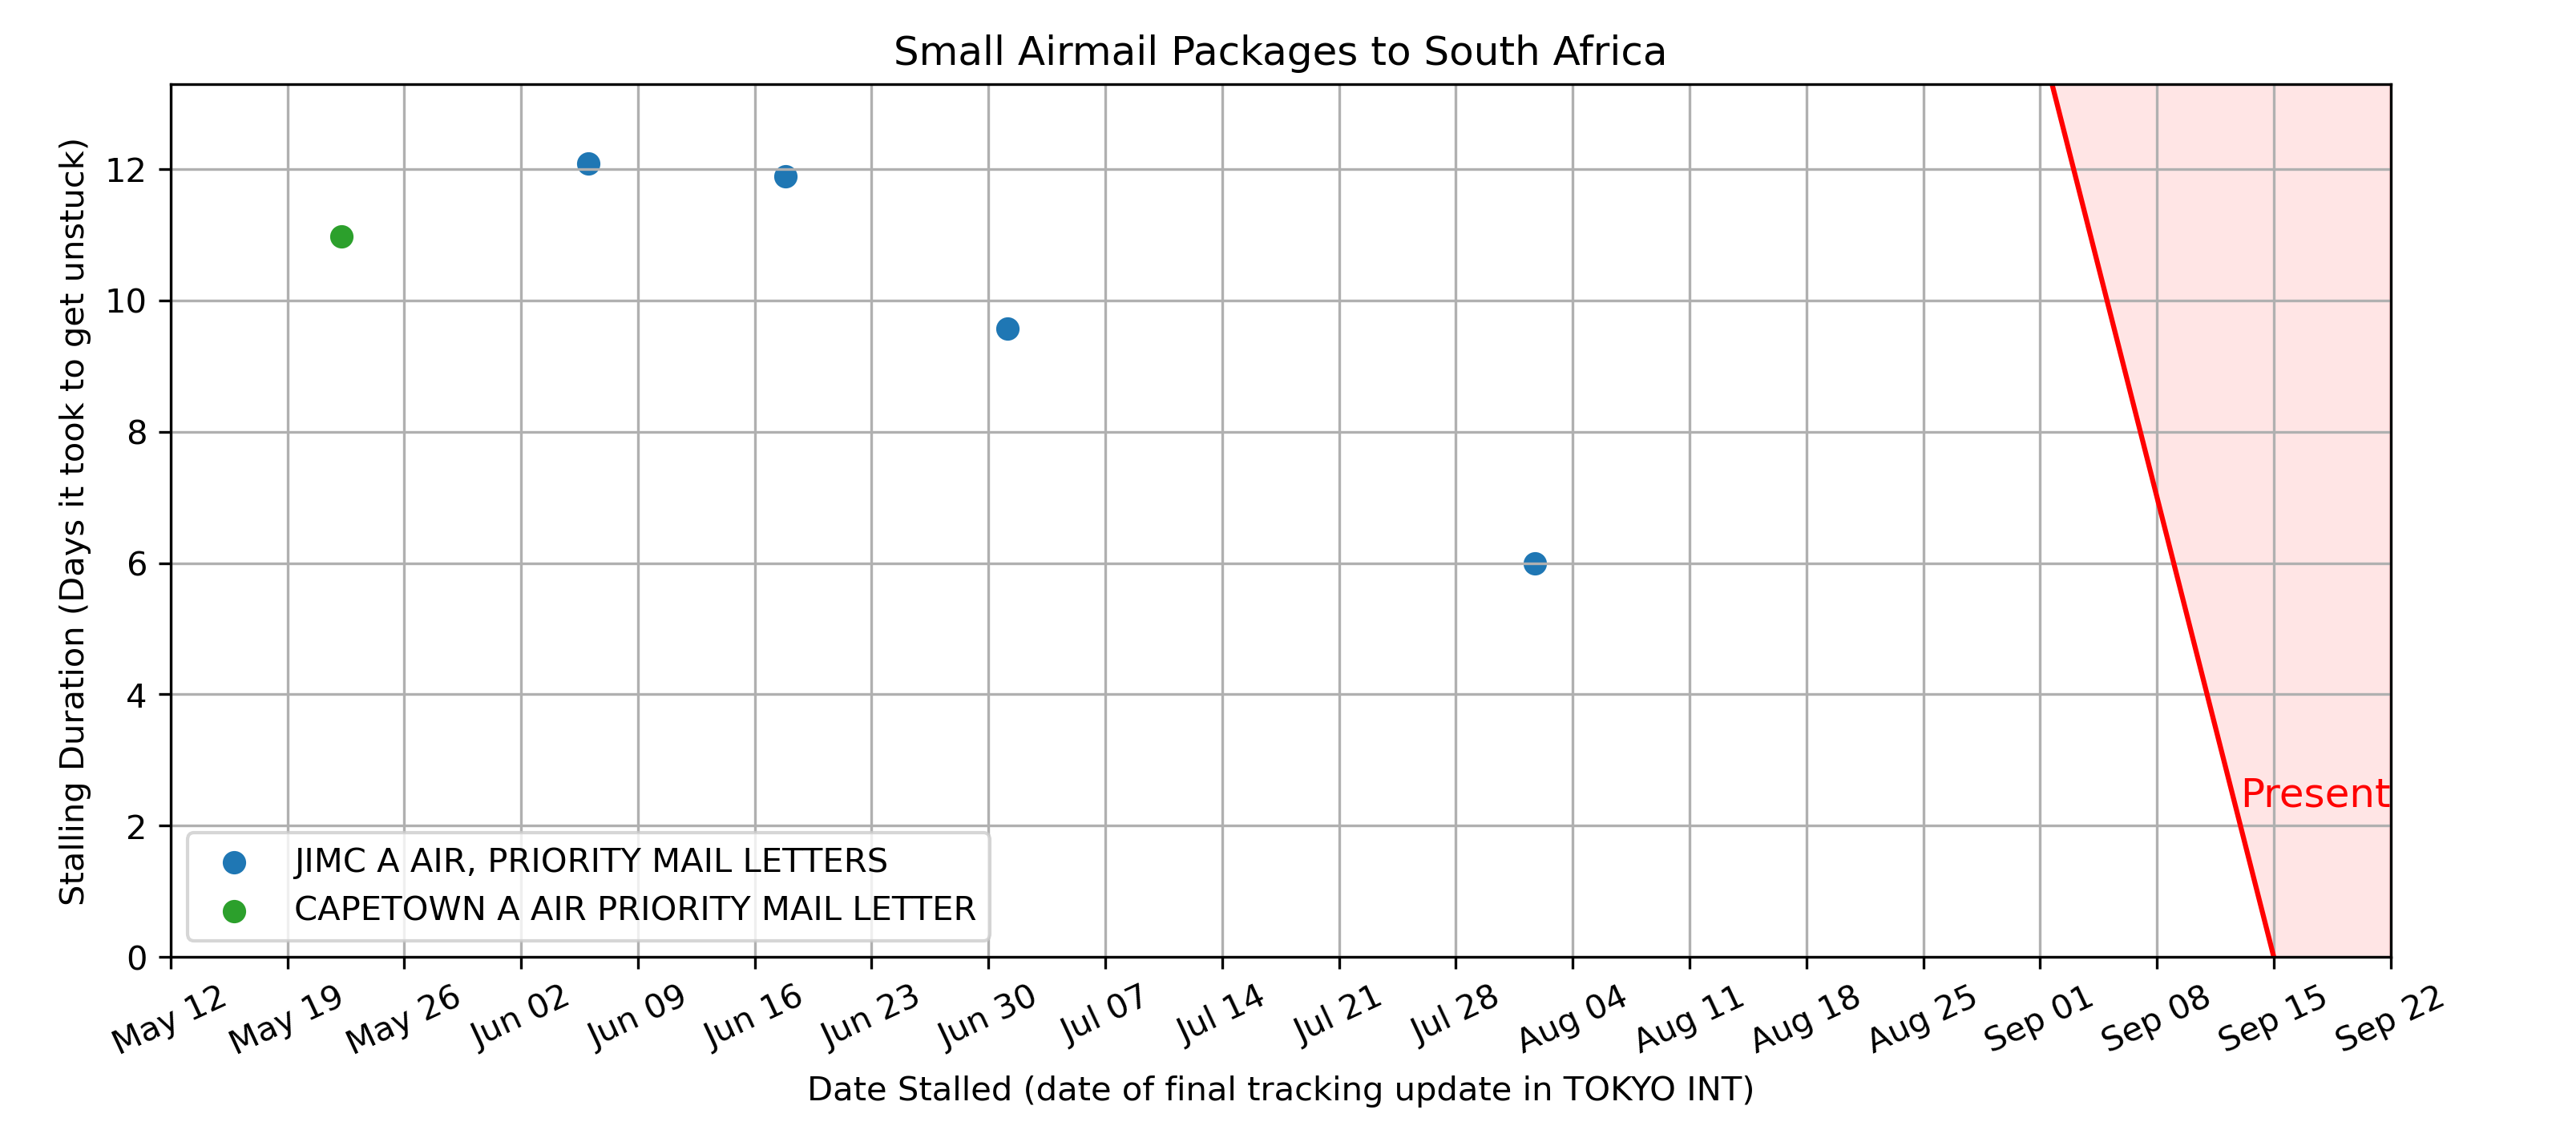 Small Airmail Packages to South Africa
Stalling Duration (Days it took to get unstuck)
12
10
8
6
4
2
0
Present
JIMC A AIR, PRIORITY MAIL LETTERS
CAPETOWN A AIR PRIORITY MAIL LETTER
May 12
May 19
May 26
Jun 02
Jun 09
Jun 16
Jun 23
Jun 30
Jul 07
Jul 14
Jul 21
Jul 28
Aug 04
Aug 11
Aug 18
Aug 25
Sep 01
Sep 08
Sep 15
Sep 22
Date Stalled (date of final tracking update in TOKYO INT)